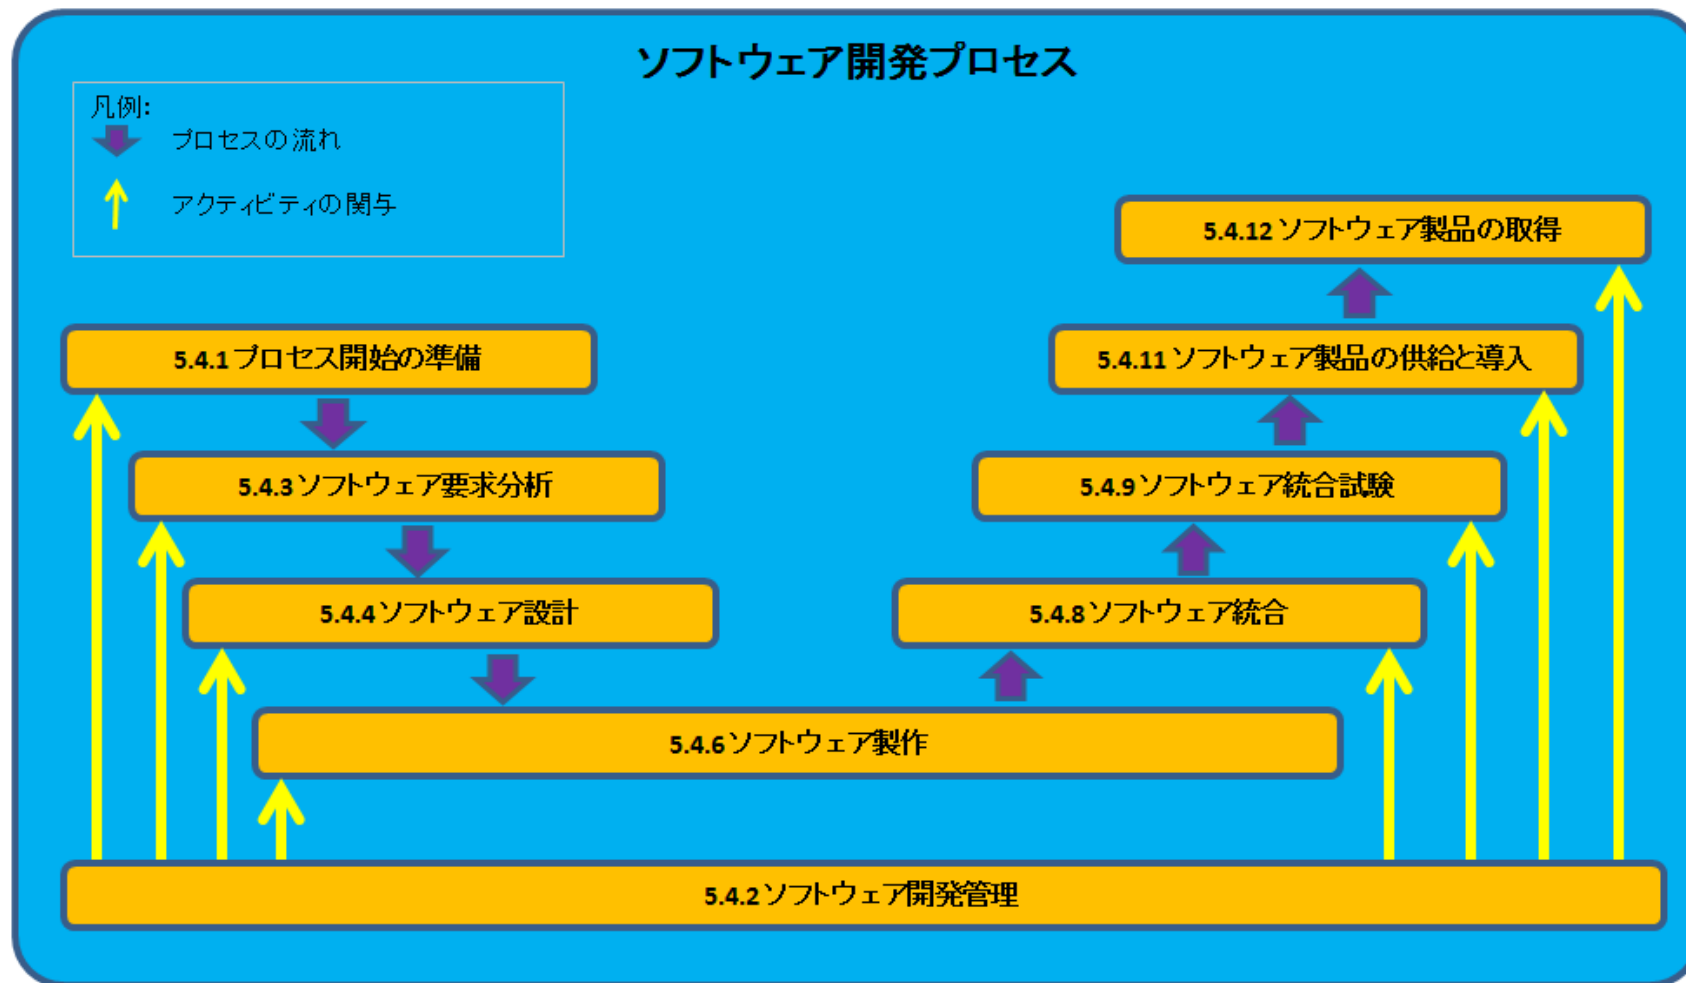 ソフトウェア開発プロセス
凡例:
プロセスの流れ
アクティビティの関与
5.4.12 ソフトウェア製品の取得
5.4.1 プロセス開始の準備
5.4.11 ソフトウェア製品の供給と導入
5.4.3 ソフトウェア要求分析
5.4.9 ソフトウェア統合試験
5.4.4 ソフトウェア設計
5.4.8 ソフトウェア統合
5.4.6 ソフトウェア製作
5.4.2 ソフトウェア開発管理